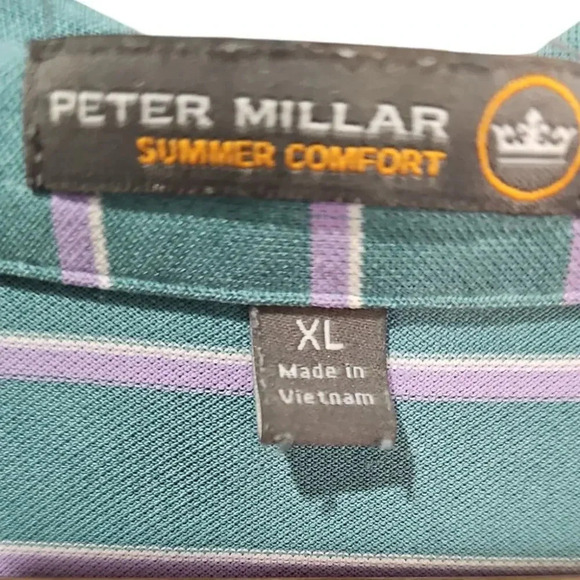 PETER MILLAR
SUMMER COMFORT
XL
Made in
Vietnam